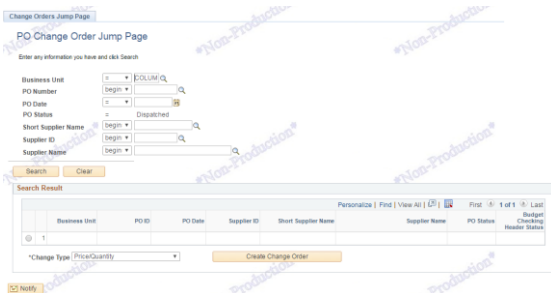 Change Orders Jump Page
PO Change Order Jump Page
Enter any information you have and click Search
Business Unit = COLUM
PO Number begin
PO Date =
PO Status = Dispatched
Short Supplier Name begin
Supplier ID begin
Supplier Name begin
Search Clear
Search Result
Personalize | Find | View All | First 1 of 1 Last
Business Unit PO ID PO Date Supplier ID Short Supplier Name Supplier Name PO Status Budget Checking Header Status
1
*Change Type Price/Quantity Create Change Order
Notify
*Non-Production*